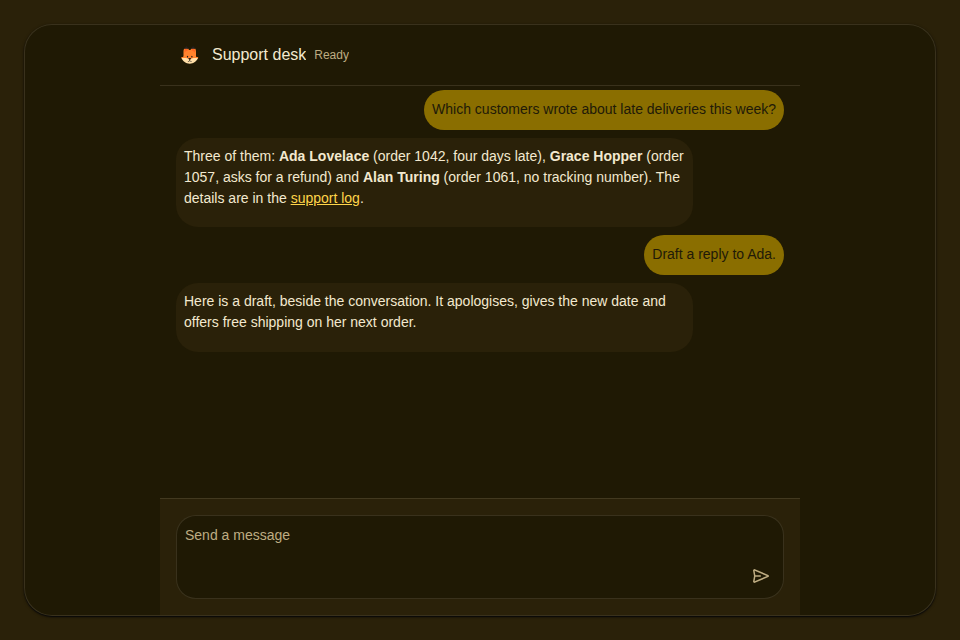 Support desk Ready
Which customers wrote about late deliveries this week?
Three of them: Ada Lovelace (order 1042, four days late), Grace Hopper (order
1057, asks for a refund) and Alan Turing (order 1061, no tracking number). The
details are in the support log.
Draft a reply to Ada.
Here is a draft, beside the conversation. It apologises, gives the new date and
offers free shipping on her next order.
Send a message